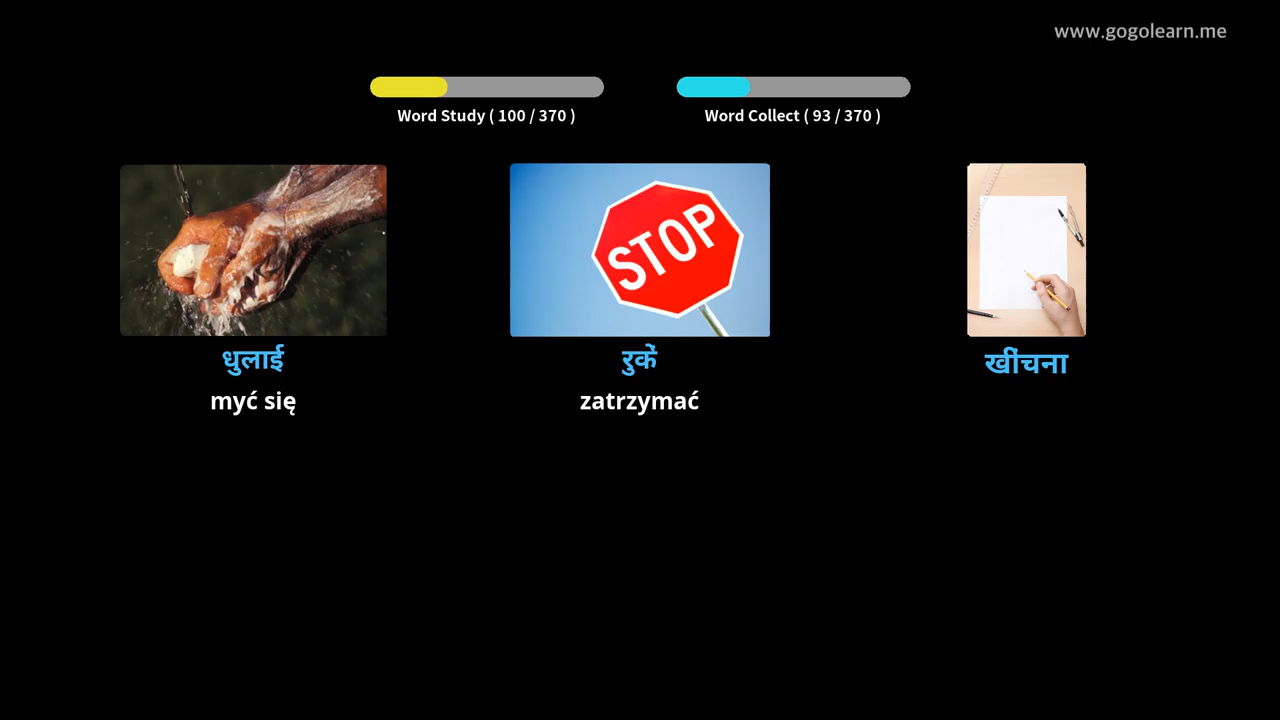 www.gogolearn.me
Word Study ( 100 / 370 )
Word Collect ( 93 / 370 )
STOP
धुलाई
रुकें
खींचना
myć się
zatrzymać